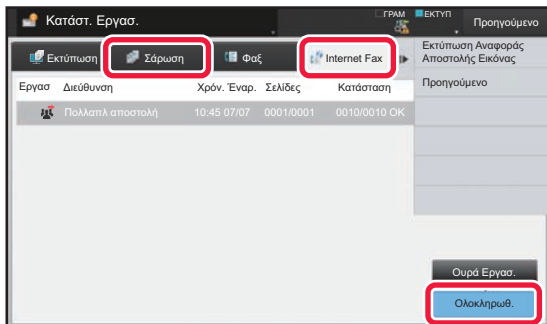 Κατάστ. Εργασ.
ΓΡΑΜ
ΕΚΤΥΠ
Προηγούμενο
Εκτύπωση
Σάρωση
Φαξ
Internet Fax
Εκτύπωση Αναφοράς
Αποστολής Εικόνας
Εργασ Διεύθυνση Χρόν. Έναρ. Σελίδες Κατάσταση
Προηγούμενο
Πολλαπλ αποστολή 10:45 07/07 0001/0001 0010/0010 OK
Ουρά Εργασ.
Ολοκληρωθ.